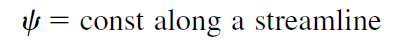 ψ = const along a streamline